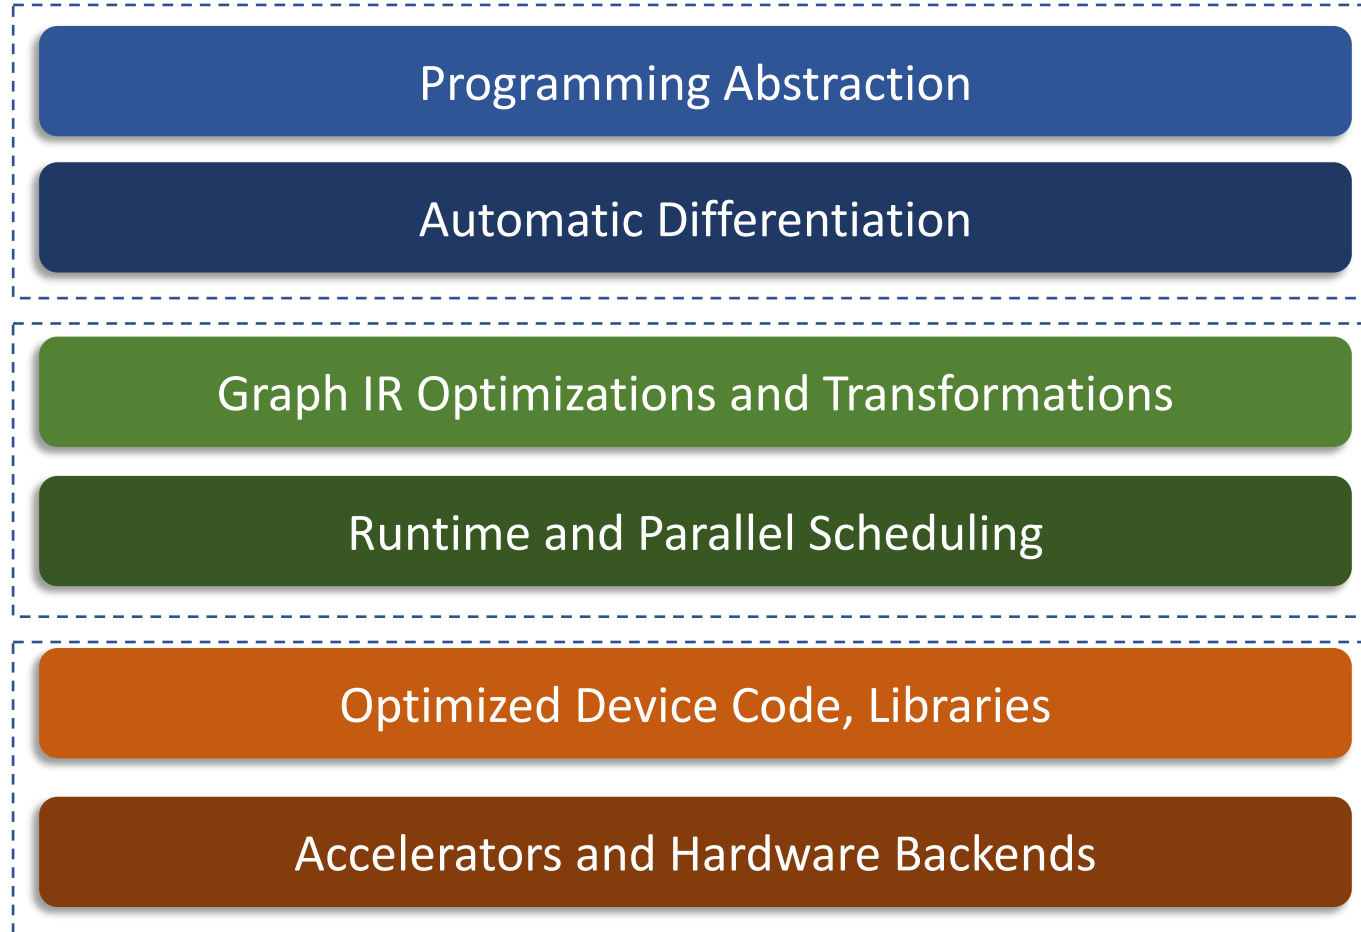 Programming Abstraction
Automatic Differentiation
Graph IR Optimizations and Transformations
Runtime and Parallel Scheduling
Optimized Device Code, Libraries
Accelerators and Hardware Backends